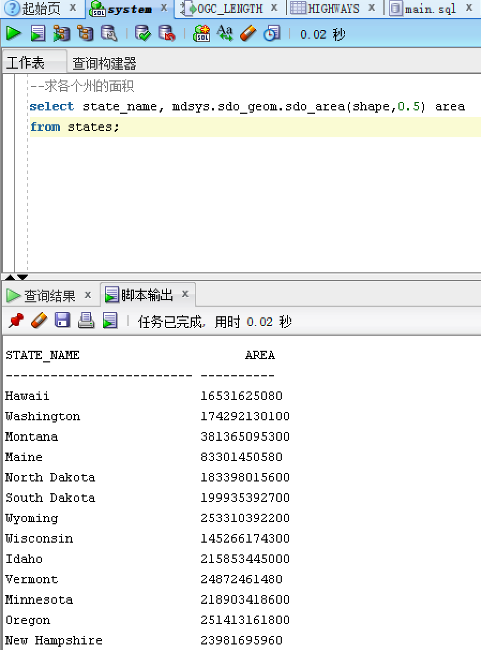 起始页 system OGC_LENGTH HIGHWAYS main.sql
0.02 秒
工作表 查询构建器
--求各个州的面积
select state_name, mdsys.sdo_geom.sdo_area(shape,0.5) area
from states;
查询结果 脚本输出
任务已完成, 用时 0.02 秒
STATE_NAME AREA
------------------------- ----------
Hawaii 16531625080
Washington 174292130100
Montana 381365095300
Maine 83301450580
North Dakota 183398015600
South Dakota 199935392700
Wyoming 253310392200
Wisconsin 145266174300
Idaho 215853445000
Vermont 24872461480
Minnesota 218903418600
Oregon 251413161800
New Hampshire 23981695960